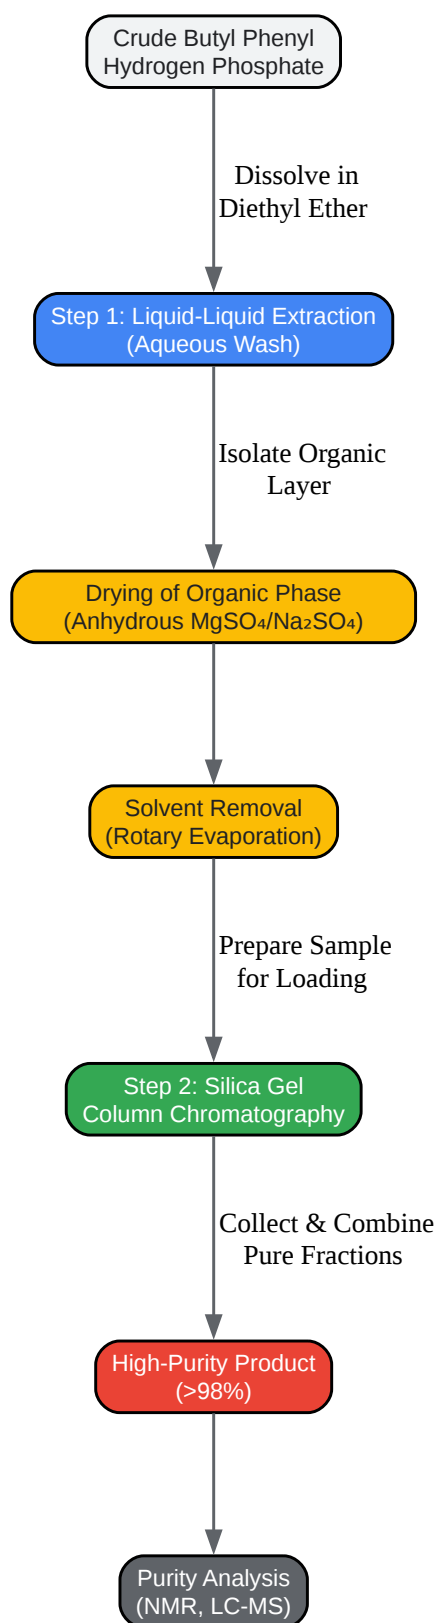 Crude Butyl Phenyl
Hydrogen Phosphate
Dissolve in
Diethyl Ether
Step 1: Liquid-Liquid Extraction
(Aqueous Wash)
Isolate Organic
Layer
Drying of Organic Phase
(Anhydrous MgSO₄/Na₂SO₄)
Solvent Removal
(Rotary Evaporation)
Prepare Sample
for Loading
Step 2: Silica Gel
Column Chromatography
Collect & Combine
Pure Fractions
High-Purity Product
(>98%)
Purity Analysis
(NMR, LC-MS)